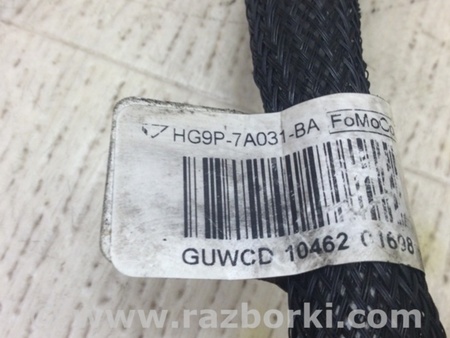 HG9P-7A031-BA FoMoCo
GUWCD 10462 01698
www.razborki.com